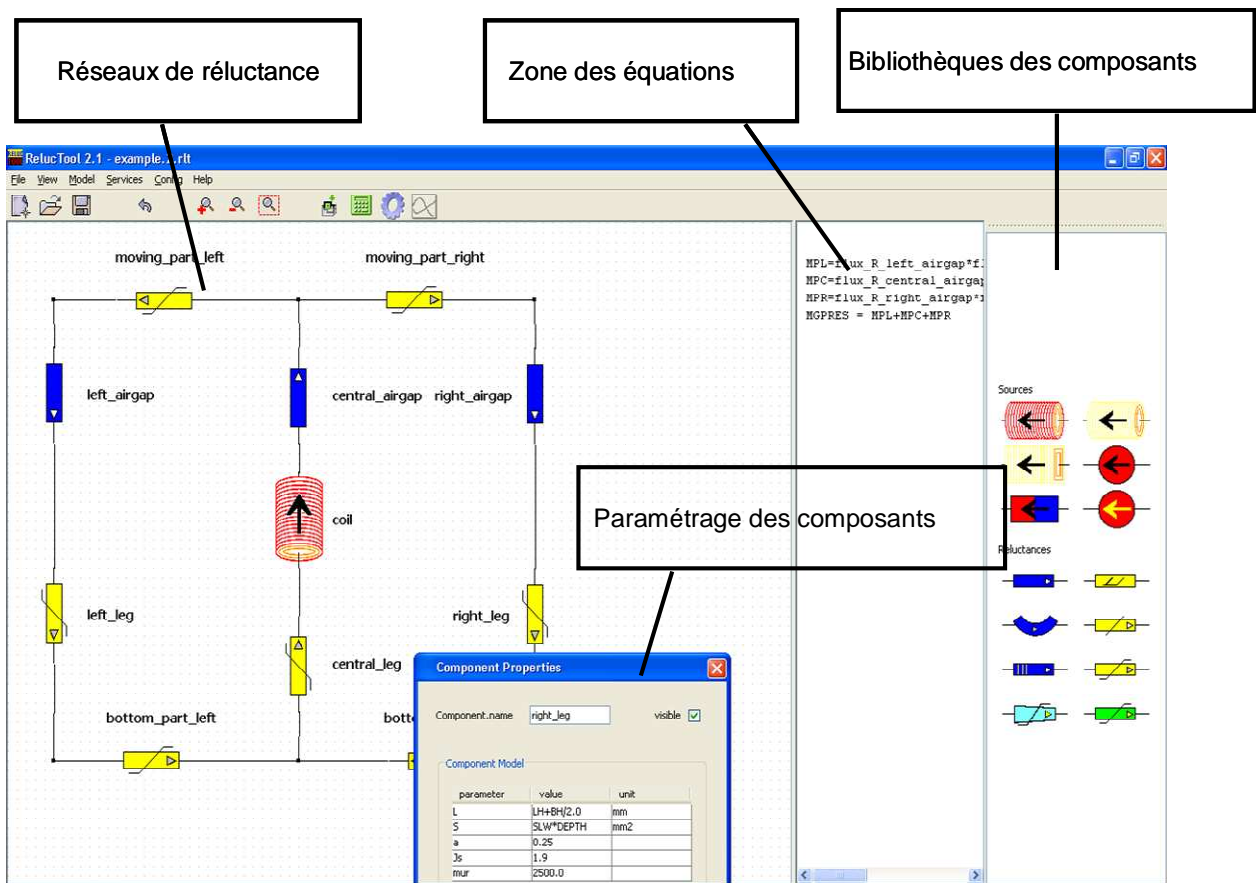 Réseaux de réluctance
Zone des équations
Bibliothèques des composants
RelucTool 2.1 - example
.rlt
File View Model Services Config Help
moving_part_left
moving_part_right
left_airgap
central_airgap
right_airgap
coil
left_leg
right_leg
central_leg
bottom_part_left
MPL=flux_R_left_airgap*f
MPC=flux_R_central_airgap
MPR=flux_R_right_airgap*
MGPRES = MPL+MPC+MPR
Sources
Reluctances
Paramétrage des composants
Component Properties
Component.name right_leg visible
Component Model
parameter value unit
L LH+BH/2.0 mm
S SLW*DEPTH mm2
a 0.25
Js 1.9
mur 2500.0